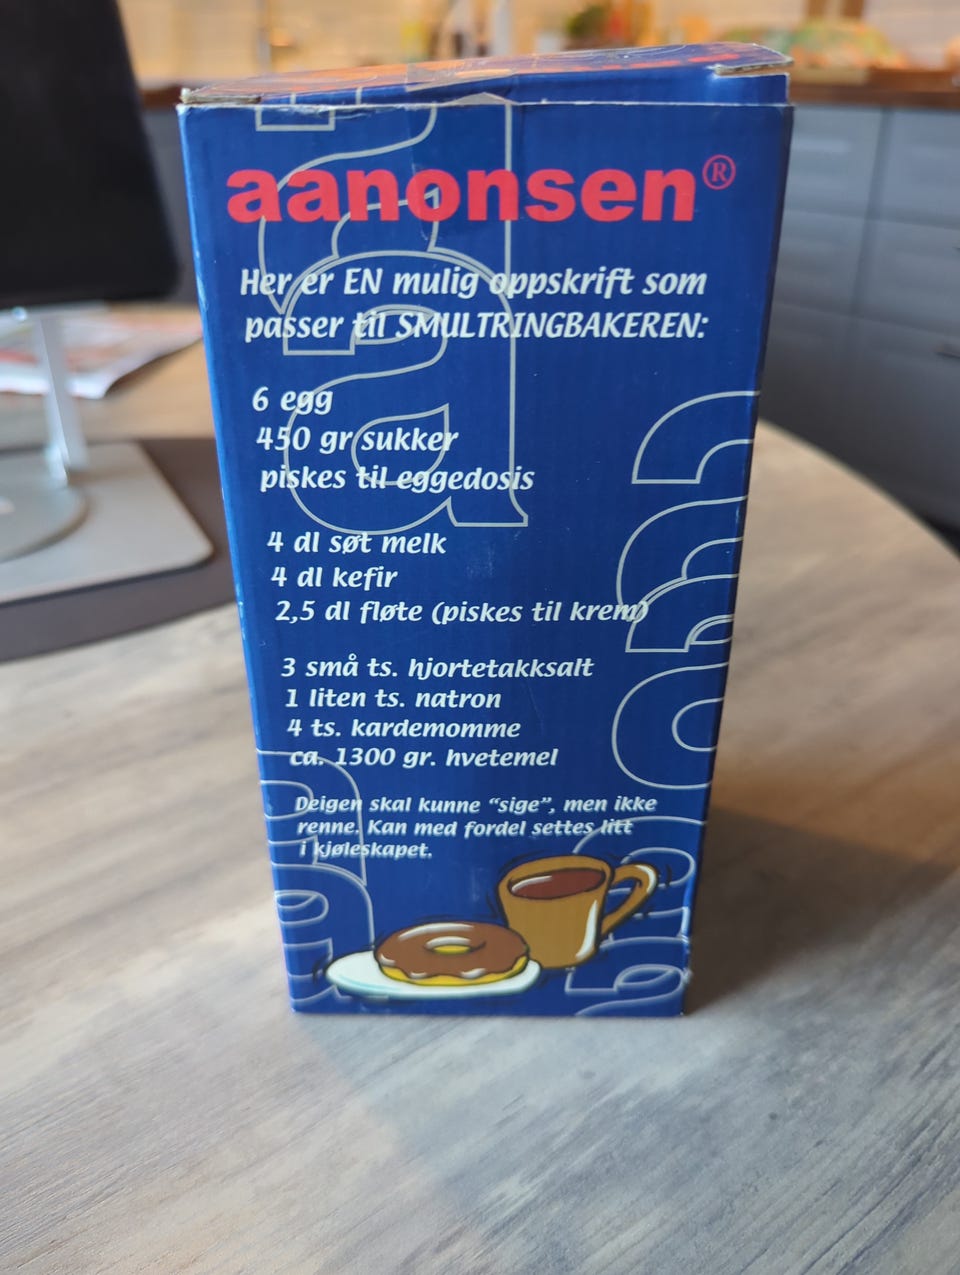 aanonsen®
Her er EN mulig oppskrift som
passer til SMULTRINGBAKEREN:
6 egg
450 gr sukker
piskes til eggedosis
4 dl søt melk
4 dl kefir
2,5 dl fløte (piskes til krem)
3 små ts. hjortetakksalt
1 liten ts. natron
4 ts. kardemomme
ca. 1300 gr. hvetemel
Deigen skal kunne “sige”, men ikke
renne. Kan med fordel settes litt
i kjøleskapet.